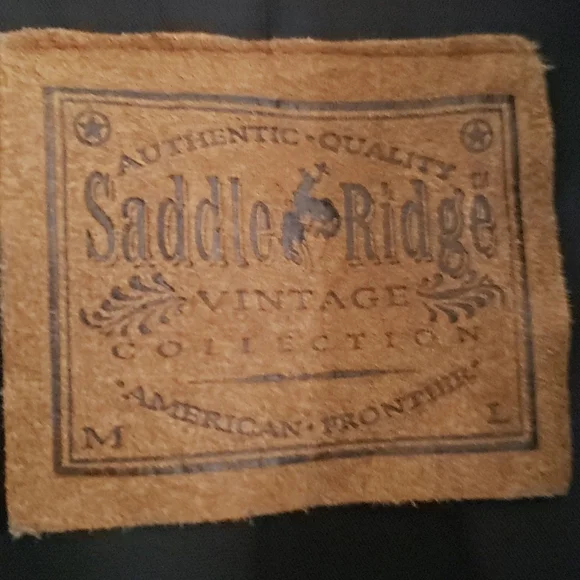 AUTHENTIC • QUALITY
Saddle Ridge
VINTAGE
COLLECTION
• AMERICAN • FRONTIER •
M L